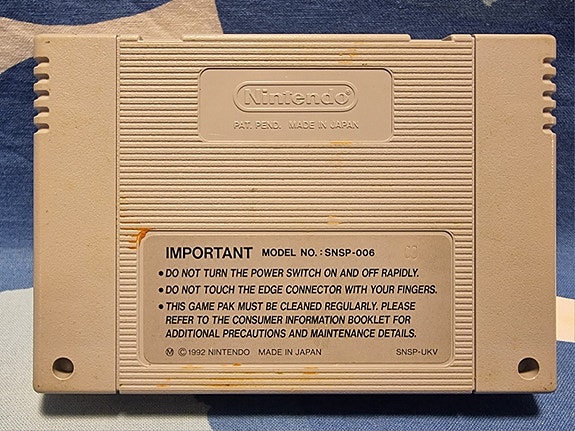 Nintendo®
PAT. PEND. MADE IN JAPAN
IMPORTANT MODEL NO. : SNSP-006
• DO NOT TURN THE POWER SWITCH ON AND OFF RAPIDLY.
• DO NOT TOUCH THE EDGE CONNECTOR WITH YOUR FINGERS.
• THIS GAME PAK MUST BE CLEANED REGULARLY. PLEASE
REFER TO THE CONSUMER INFORMATION BOOKLET FOR
ADDITIONAL PRECAUTIONS AND MAINTENANCE DETAILS.
Ⓜ ©1992 NINTENDO MADE IN JAPAN SNSP-UKV